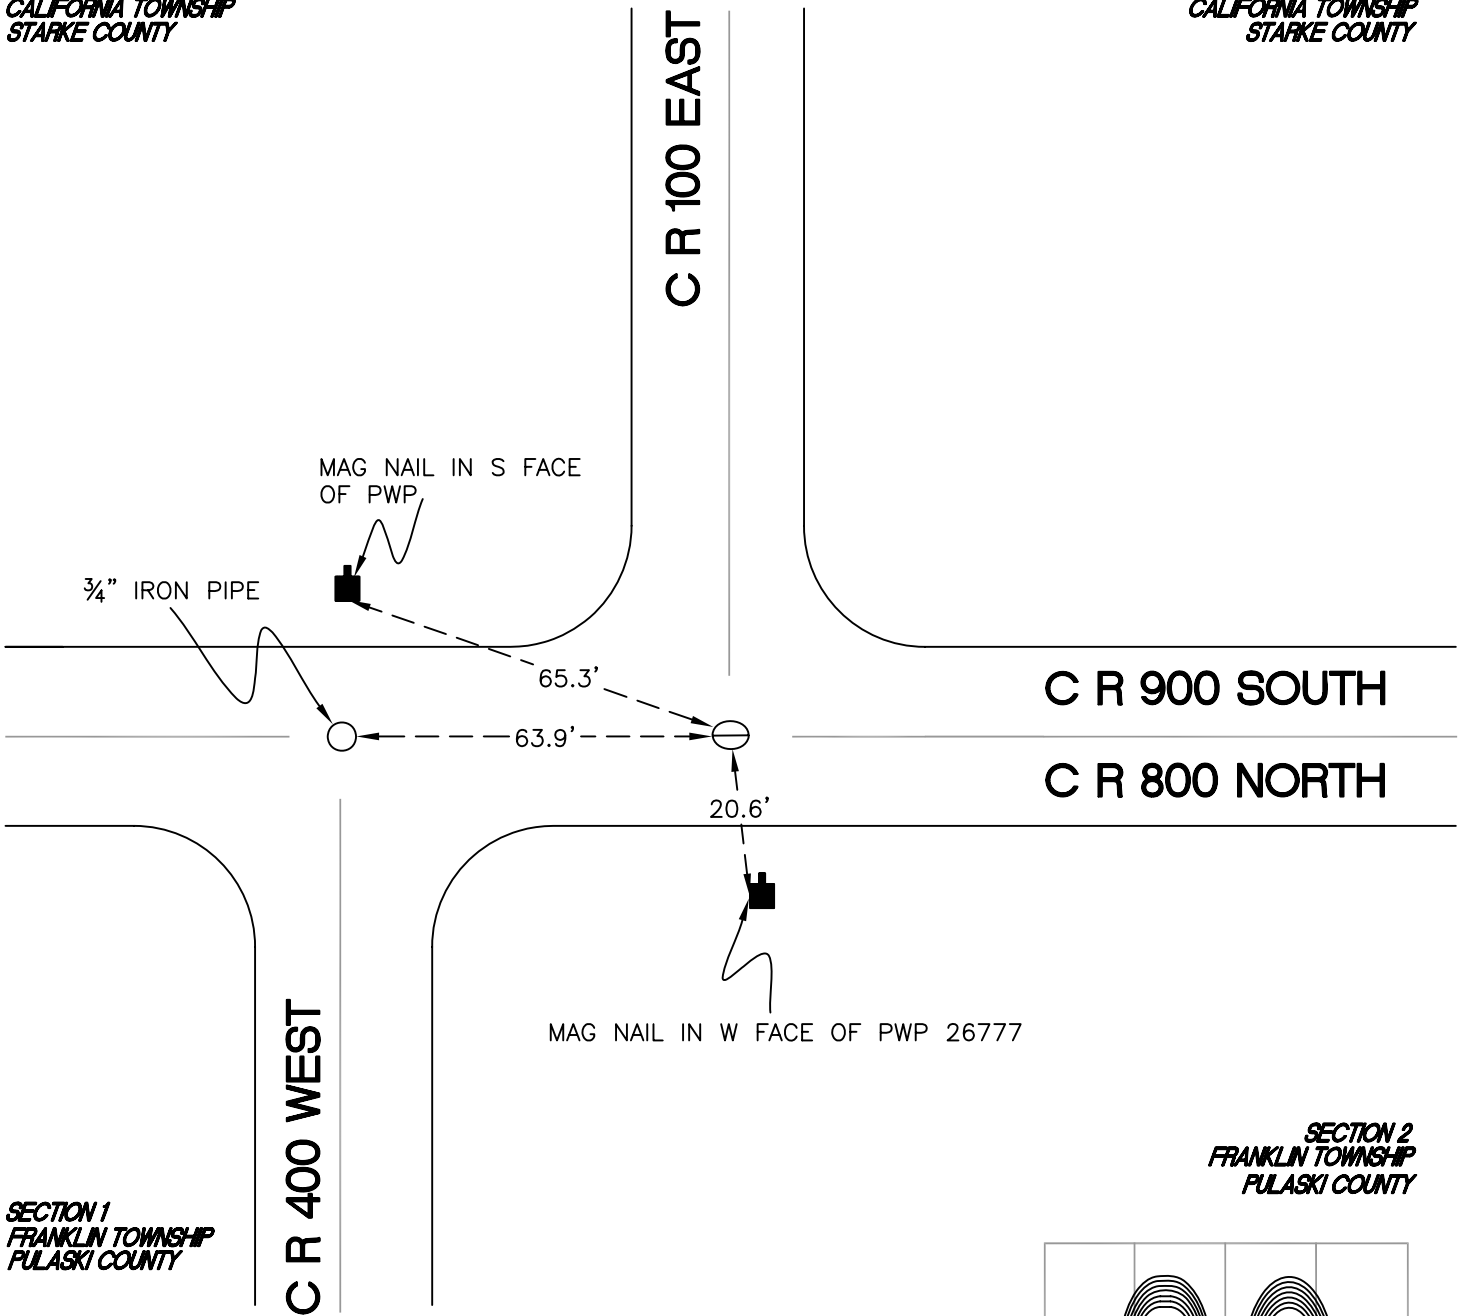 CALIFORNIA TOWNSHIP
STARKE COUNTY
CALIFORNIA TOWNSHIP
STARKE COUNTY
C R 100 EAST
MAG NAIL IN S FACE
OF PWP
¾" IRON PIPE
65.3'
63.9'
20.6'
C R 900 SOUTH
C R 800 NORTH
MAG NAIL IN W FACE OF PWP 26777
C R 400 WEST
SECTION 2
FRANKLIN TOWNSHIP
PULASKI COUNTY
SECTION 1
FRANKLIN TOWNSHIP
PULASKI COUNTY